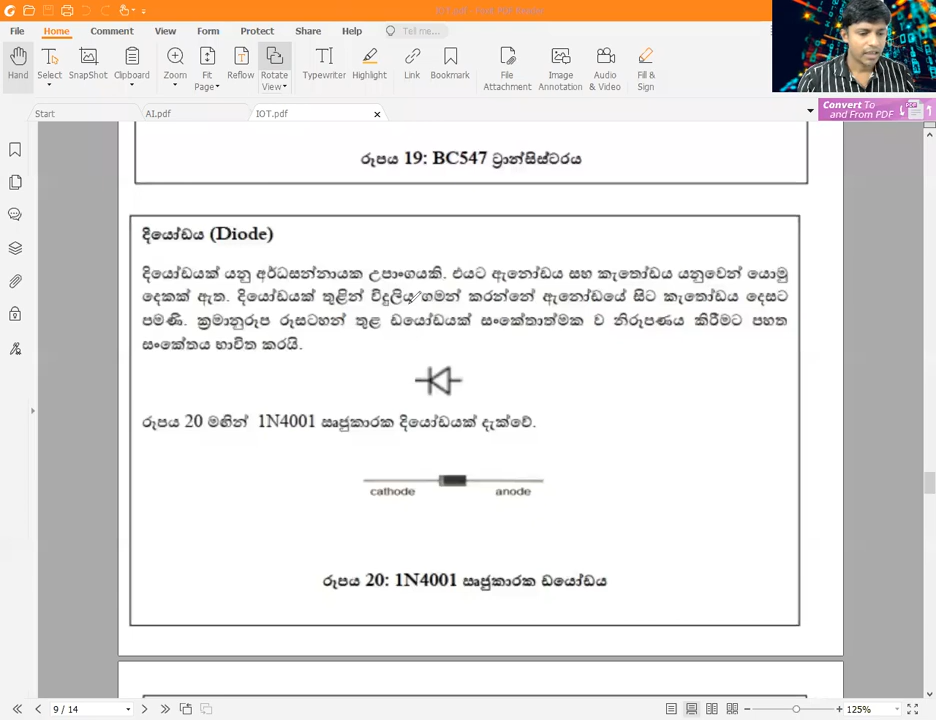 IOT.pdf - Foxit PDF Reader
File Home Comment View Form Protect Share Help Tell me...
Hand Select SnapShot Clipboard Zoom Fit Page Reflow Rotate View Typewriter Highlight Link Bookmark File Attachment Image Annotation Audio & Video Fill & Sign
Start AI.pdf IOT.pdf
Convert To and From PDF
රූපය 19: BC547 ට්‍රාන්සිස්ටරය
දියෝඩය (Diode)
දියෝඩයක් යනු අර්ධසන්නායක උපාංගයකි. එයට ඇනෝඩය සහ කැතෝඩය යනුවෙන් යොමු
දෙකක් ඇත. දියෝඩයක් තුළින් විදුලිය ගමන් කරන්නේ ඇනෝඩයේ සිට කැතෝඩය දෙසට
පමණි. ක්‍රමානුරූප රූසටහන් තුළ ඩයෝඩයක් සංකේතාත්මක ව නිරූපණය කිරීමට පහත
සංකේතය භාවිත කරයි.
රූපය 20 මඟින් 1N4001 සෘජුකාරක දියෝඩයක් දැක්වේ.
cathode anode
රූපය 20: 1N4001 සෘජුකාරක ඩයෝඩය
9 / 14
125%